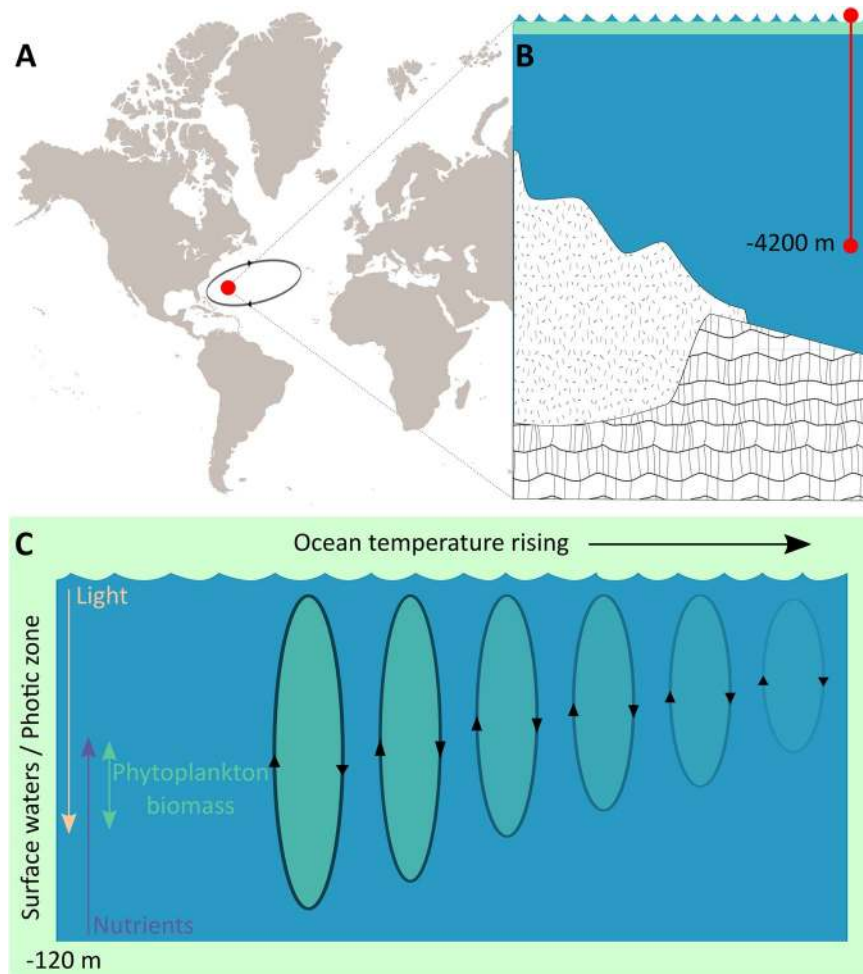 A
B
-4200 m
C
Ocean temperature rising
Light
Surface waters / Photic zone
Phytoplankton
biomass
Nutrients
-120 m